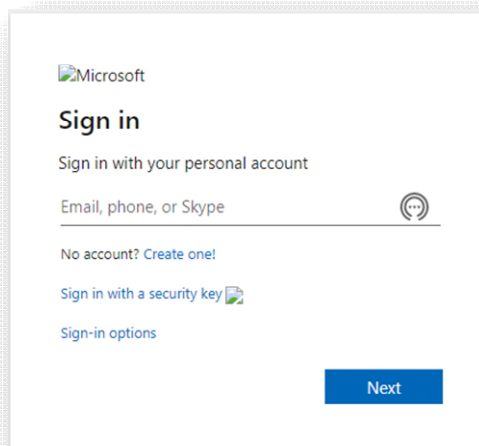 Microsoft
Sign in
Sign in with your personal account
Email, phone, or Skype
No account? Create one!
Sign in with a security key
Sign-in options
Next